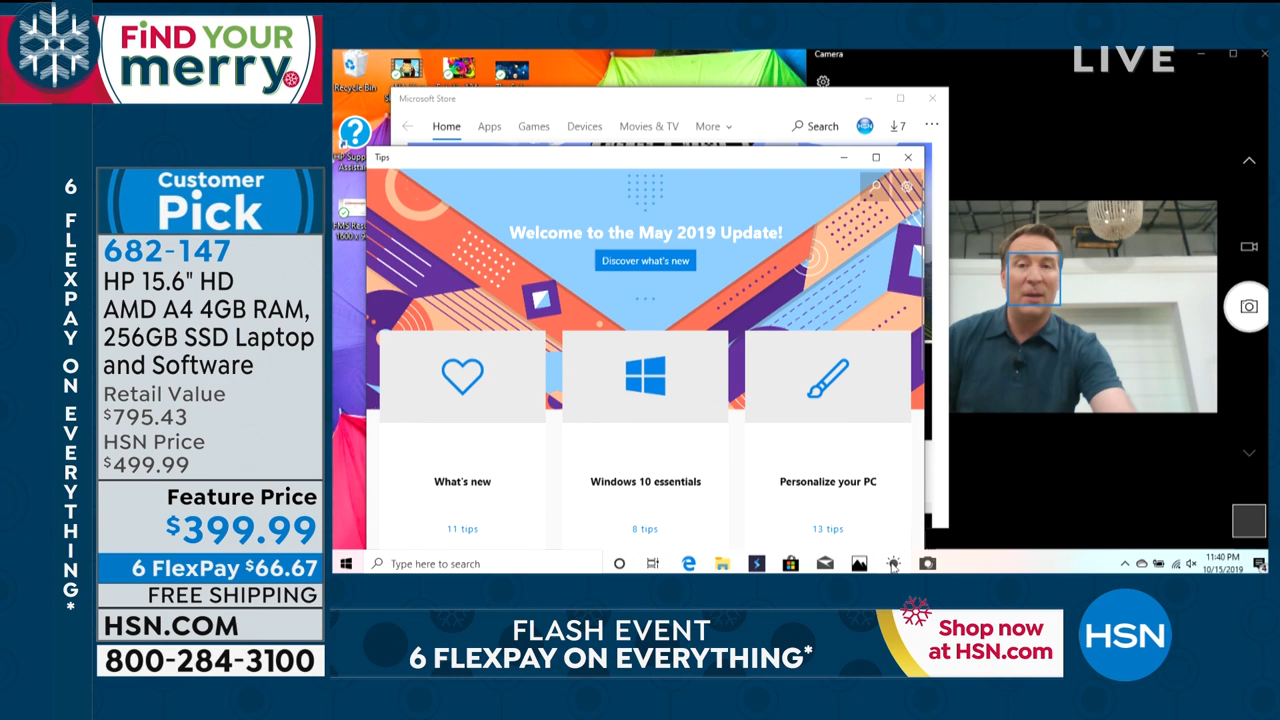 FiND YOUR
merry.
6 FLEXPAY ON EVERYTHING*
Customer
Pick
682-147
HP 15.6" HD
AMD A4 4GB RAM,
256GB SSD Laptop
and Software
Retail Value
$795.43
HSN Price
$499.99
Feature Price
$399.99
6 FlexPay $66.67
FREE SHIPPING
HSN.COM
800-284-3100
LIVE
Camera
Recycle Bin
Microsoft Store
Home Apps Games Devices Movies & TV More Search HSN 7
Tips
Welcome to the May 2019 Update!
Discover what's new
What's new
11 tips
Windows 10 essentials
8 tips
Personalize your PC
13 tips
Type here to search
11:40 PM
10/15/2019
FLASH EVENT
6 FLEXPAY ON EVERYTHING*
Shop now
at HSN.com
HSN